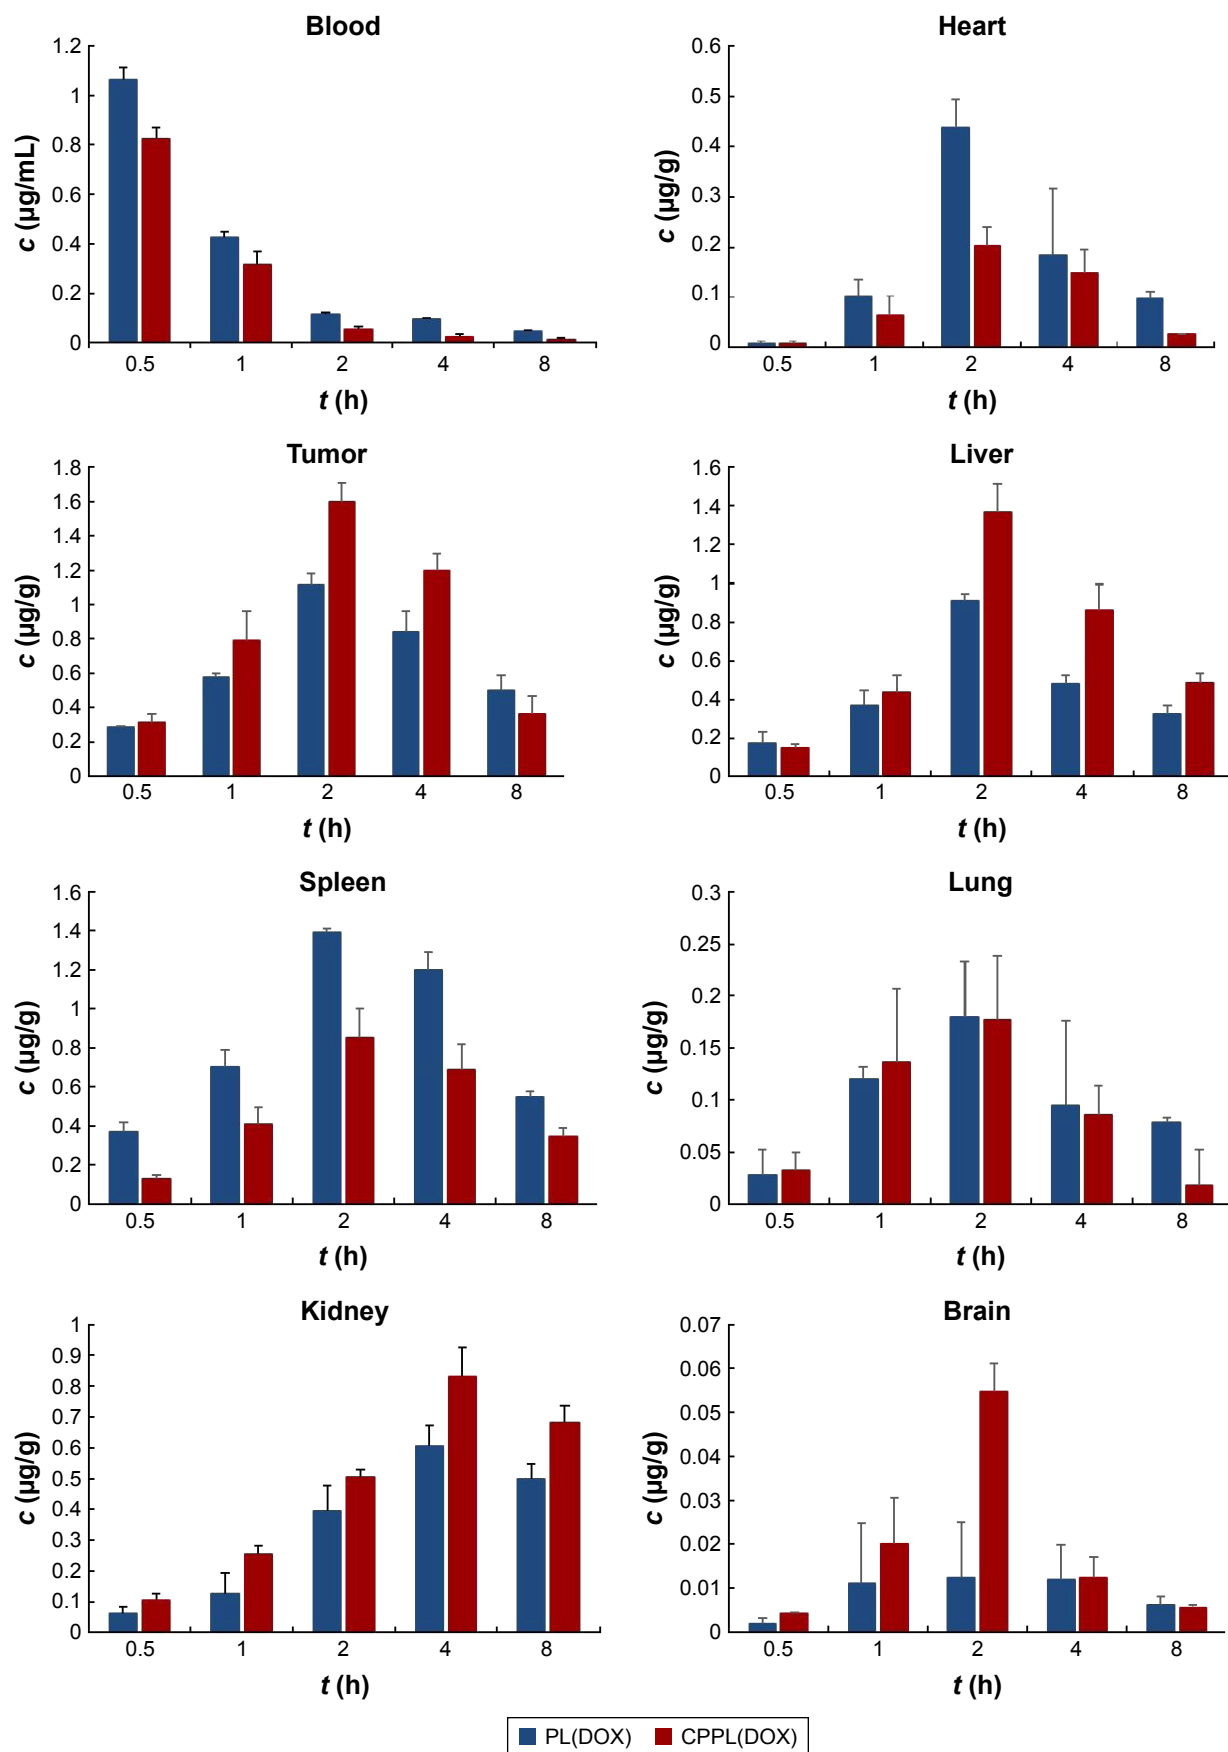 Blood
1.2
1
0.8
0.6
0.4
0.2
0
c (µg/mL)
0.5 1 2 4 8
t (h)
Heart
0.6
0.5
0.4
0.3
0.2
0.1
0
c (µg/g)
0.5 1 2 4 8
t (h)
Tumor
1.8
1.6
1.4
1.2
1
0.8
0.6
0.4
0.2
0
c (µg/g)
0.5 1 2 4 8
t (h)
Liver
1.6
1.4
1.2
1
0.8
0.6
0.4
0.2
0
c (µg/g)
0.5 1 2 4 8
t (h)
Spleen
1.6
1.4
1.2
1
0.8
0.6
0.4
0.2
0
c (µg/g)
0.5 1 2 4 8
t (h)
Lung
0.3
0.25
0.2
0.15
0.1
0.05
0
c (µg/g)
0.5 1 2 4 8
t (h)
Kidney
1
0.9
0.8
0.7
0.6
0.5
0.4
0.3
0.2
0.1
0
c (µg/g)
0.5 1 2 4 8
t (h)
Brain
0.07
0.06
0.05
0.04
0.03
0.02
0.01
0
c (µg/g)
0.5 1 2 4 8
t (h)
PL(DOX) CPPL(DOX)